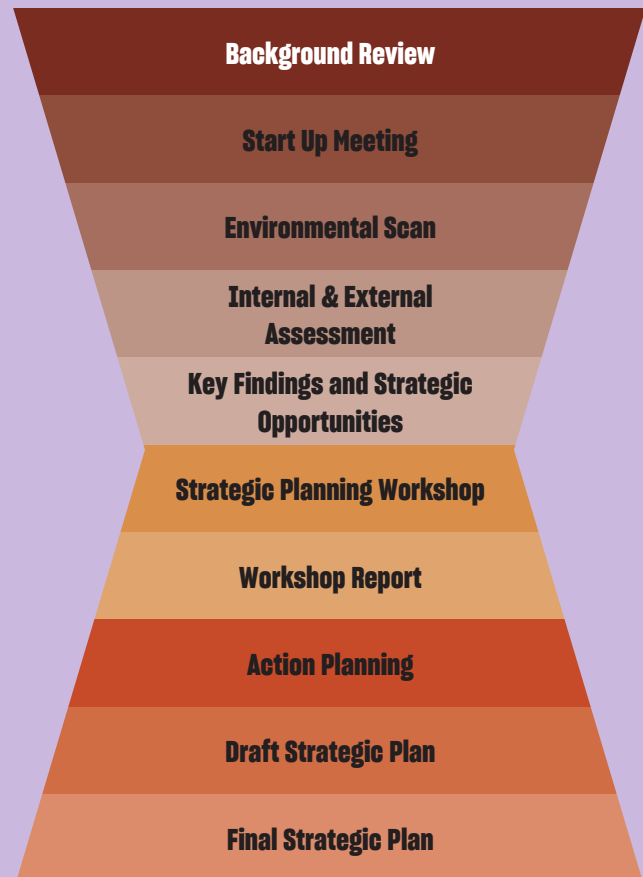 Background Review
Start Up Meeting
Environmental Scan
Internal & External
Assessment
Key Findings and Strategic
Opportunities
Strategic Planning Workshop
Workshop Report
Action Planning
Draft Strategic Plan
Final Strategic Plan